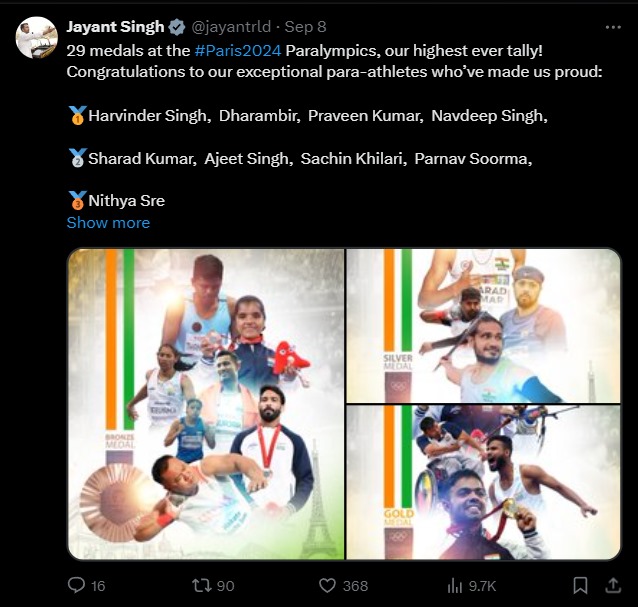 Jayant Singh @jayantrld · Sep 8
29 medals at the #Paris2024 Paralympics, our highest ever tally!
Congratulations to our exceptional para-athletes who've made us proud:
Harvinder Singh, Dharambir, Praveen Kumar, Navdeep Singh,
Sharad Kumar, Ajeet Singh, Sachin Khilari, Parnav Soorma,
Nithya Sre
Show more
BRONZE
MEDAL
SILVER
MEDAL
GOLD
MEDAL
16 90 368 9.7K